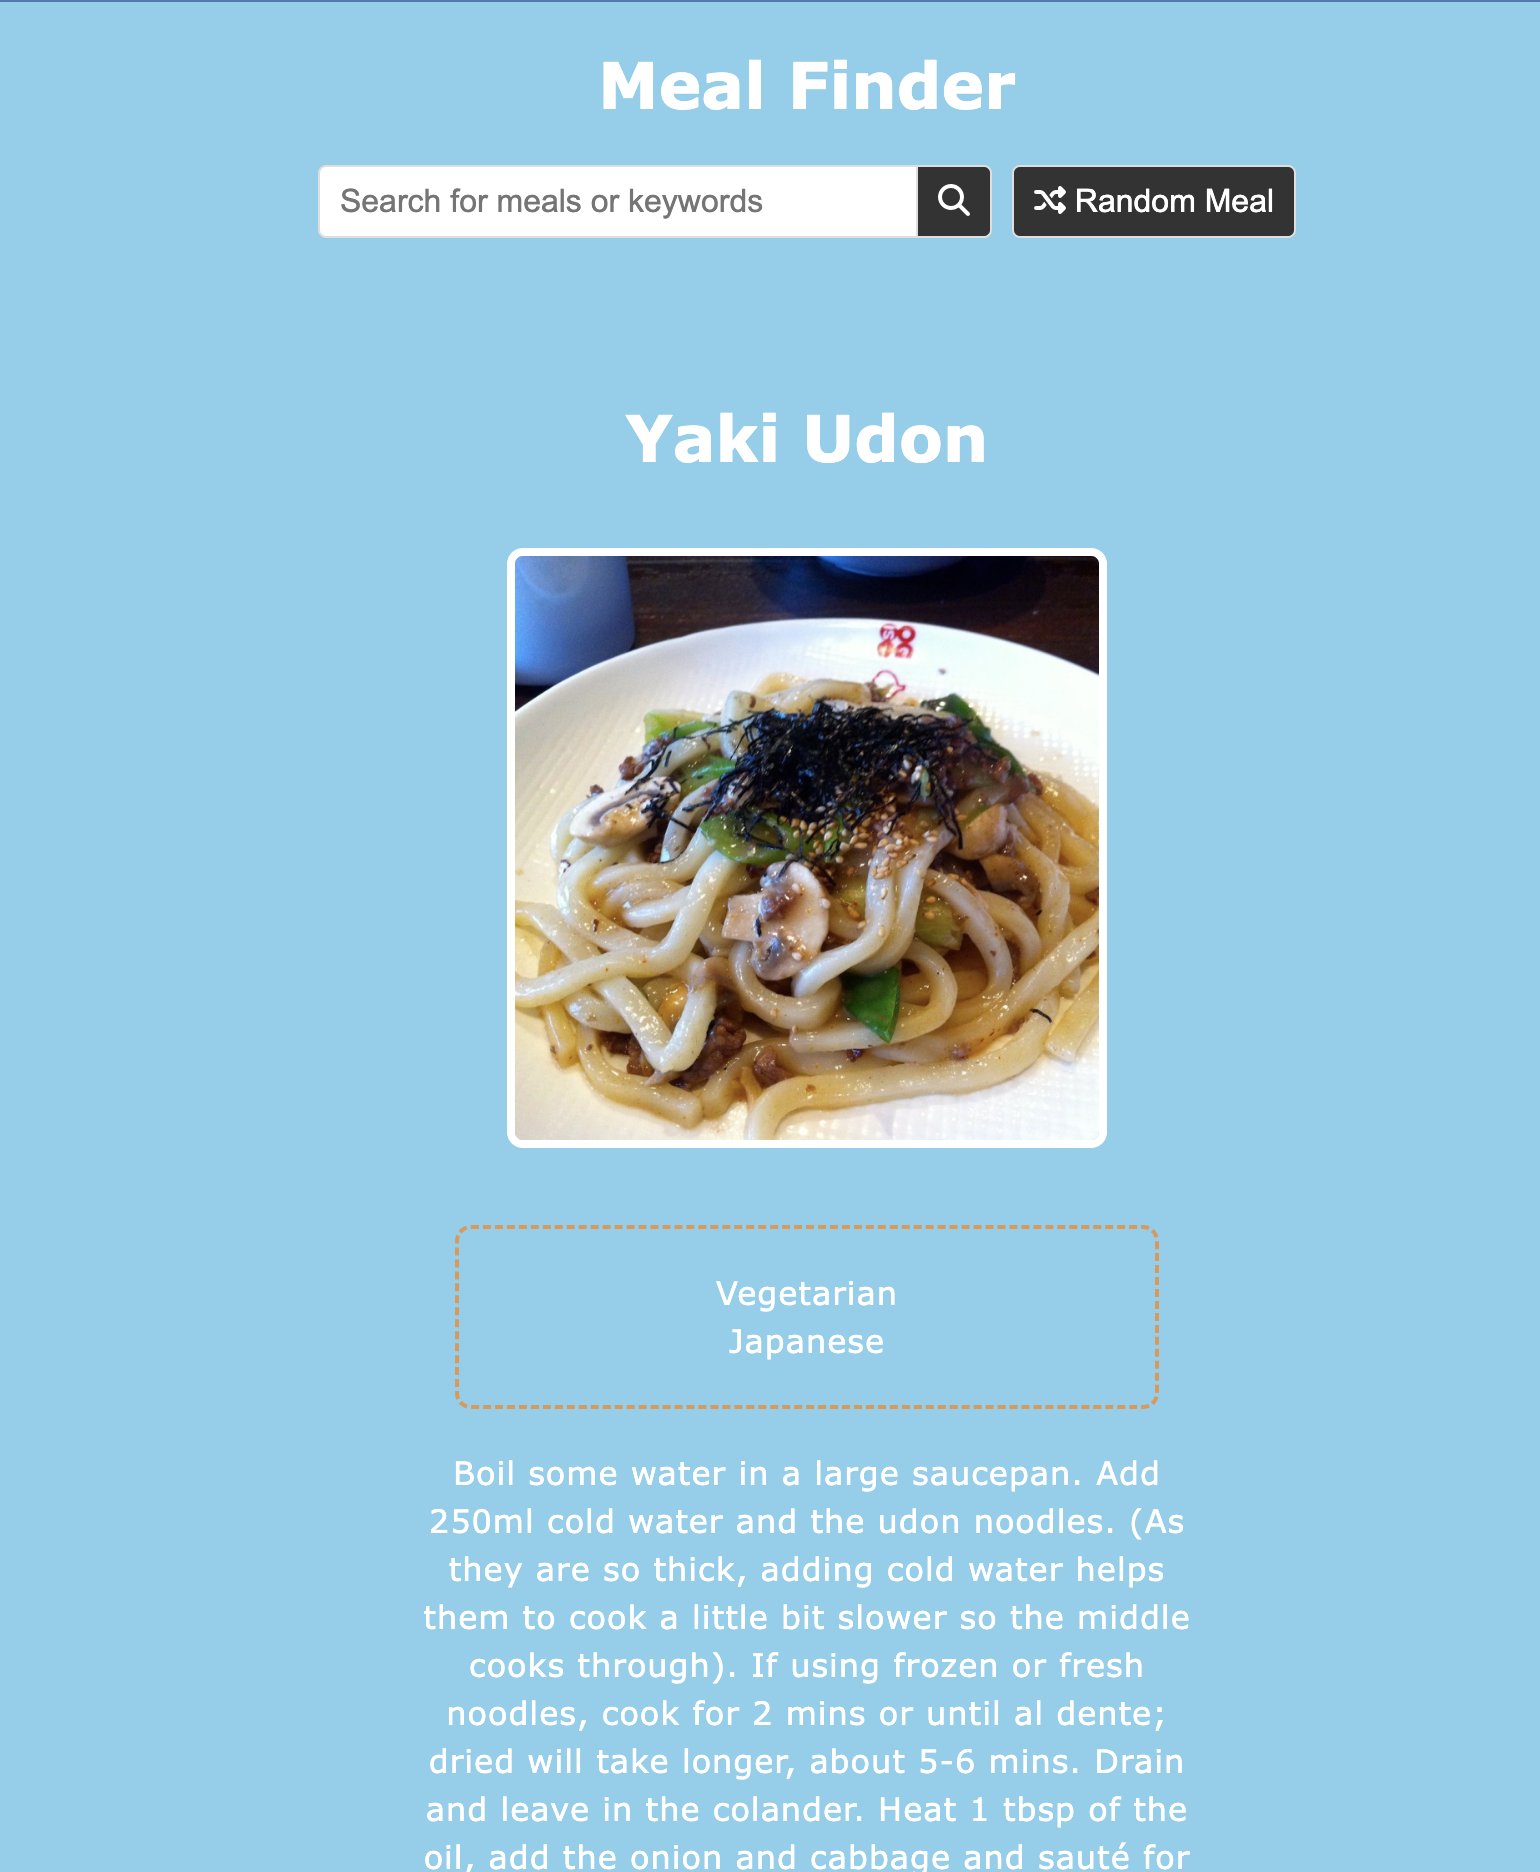 Meal Finder
Search for meals or keywords
Random Meal
Yaki Udon
Vegetarian
Japanese
Boil some water in a large saucepan. Add
250ml cold water and the udon noodles. (As
they are so thick, adding cold water helps
them to cook a little bit slower so the middle
cooks through). If using frozen or fresh
noodles, cook for 2 mins or until al dente;
dried will take longer, about 5-6 mins. Drain
and leave in the colander. Heat 1 tbsp of the
oil, add the onion and cabbage and sauté for